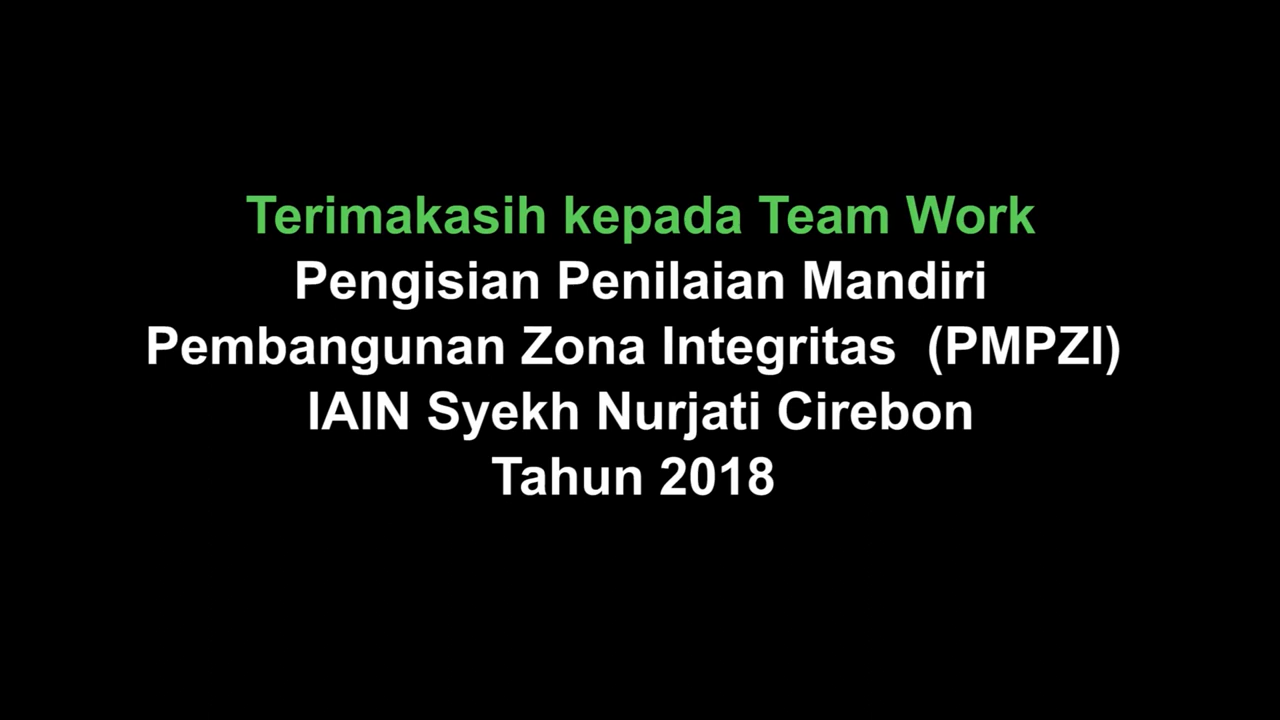 Terimakasih kepada Team Work
Pengisian Penilaian Mandiri
Pembangunan Zona Integritas  (PMPZI)
IAIN Syekh Nurjati Cirebon
Tahun 2018